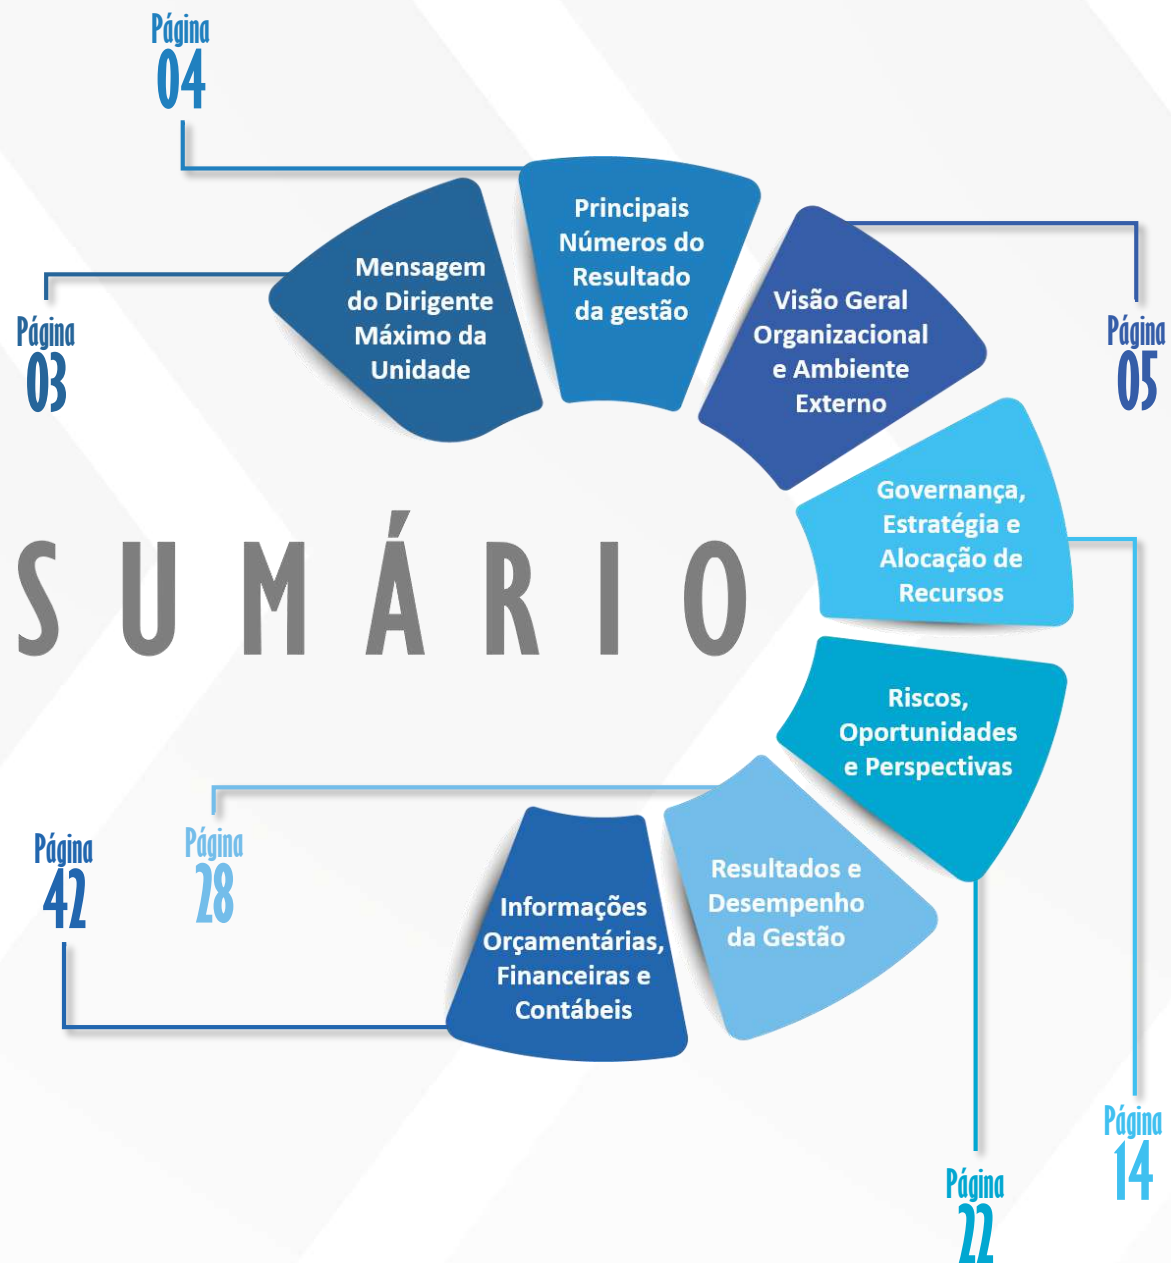 Página
04
Principais
Números do
Resultado
da gestão
Mensagem
do Dirigente
Máximo da
Unidade
Página
03
Visão Geral
Organizacional
e Ambiente
Externo
Página
05
Governança,
Estratégia e
Alocação de
Recursos
SUMÁRIO
Riscos,
Oportunidades
e Perspectivas
Página
42
Página
28
Resultados e
Desempenho
da Gestão
Informações
Orçamentárias,
Financeiras e
Contábeis
Página
14
Página
22